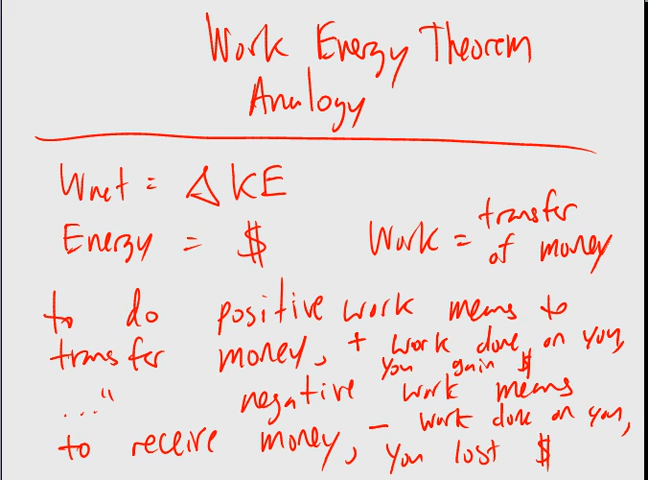 Work Energy Theorem
Analogy
Wnet = ΔKE
Energy = $
Work = transfer of money
to do positive work means to
transfer money, + work done on you,
you gain $
..." negative work means
to receive money, - work done on you,
you lost $